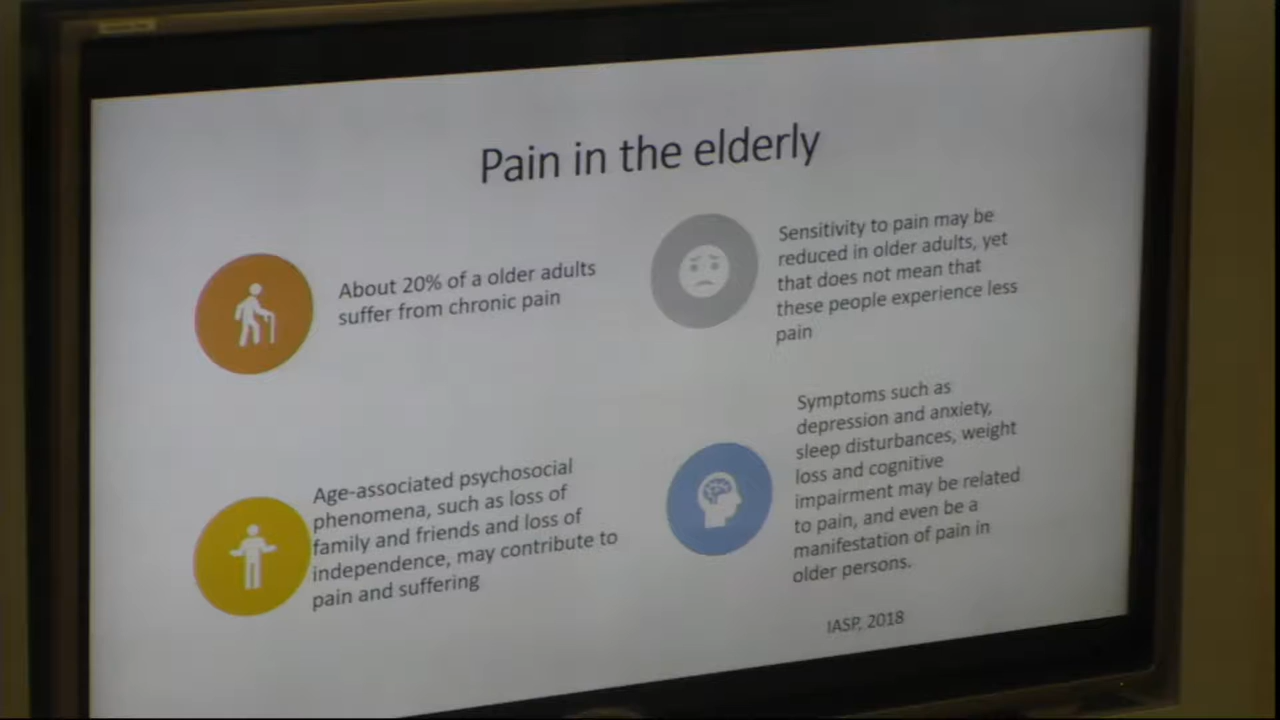 Pain in the elderly
About 20% of a older adults
suffer from chronic pain
Sensitivity to pain may be
reduced in older adults, yet
that does not mean that
these people experience less
pain
Age-associated psychosocial
phenomena, such as loss of
family and friends and loss of
independence, may contribute to
pain and suffering
Symptoms such as
depression and anxiety,
sleep disturbances, weight
loss and cognitive
impairment may be related
to pain, and even be a
manifestation of pain in
older persons.
IASP, 2018